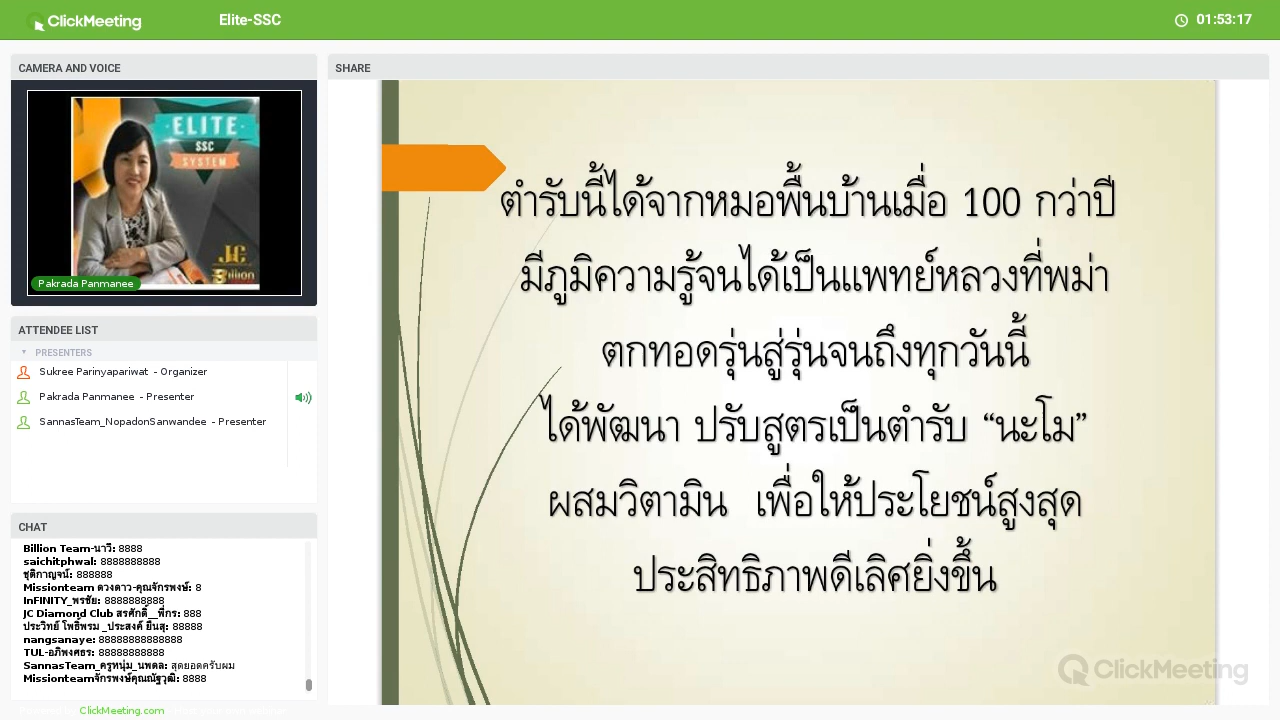 ClickMeeting
Elite-SSC
01:53:17
CAMERA AND VOICE
ELITE
SSC
SYSTEM
JC
Billion
Pakrada Panmanee
ATTENDEE LIST
PRESENTERS
Sukree Parinyapariwat - Organizer
Pakrada Panmanee - Presenter
SannasTeam_NopadonSanwandee - Presenter
CHAT
Billion Team-นาวี: 8888
saichitphwal: 8888888888
ชุติกาญจน์: 888888
Missionteam ดวงดาว-คุณจักรพงษ์: 8
InFINITY_พรชัย: 8888888888
JC Diamond Club สรศักดิ์__พี่กร: 888
ประวิทย์ โพธิ์พรม _ประสงค์ ยืนสุ: 88888
nangsanaye: 88888888888888
TUL-อภิพงศธร: 88888888888
SannasTeam_ครูหนุ่ม_นพดล: สุดยอดครับผม
Missionteamจักรพงษ์คุณณัฐวุฒิ: 8888
ClickMeeting.com
SHARE
ตำรับนี้ได้จากหมอพื้นบ้านเมื่อ 100 กว่าปี
มีภูมิความรู้จนได้เป็นแพทย์หลวงที่พม่า
ตกทอดรุ่นสู่รุ่นจนถึงทุกวันนี้
ได้พัฒนา ปรับสูตรเป็นตำรับ “นะโม”
ผสมวิตามิน เพื่อให้ประโยชน์สูงสุด
ประสิทธิภาพดีเลิศยิ่งขึ้น
ClickMeeting